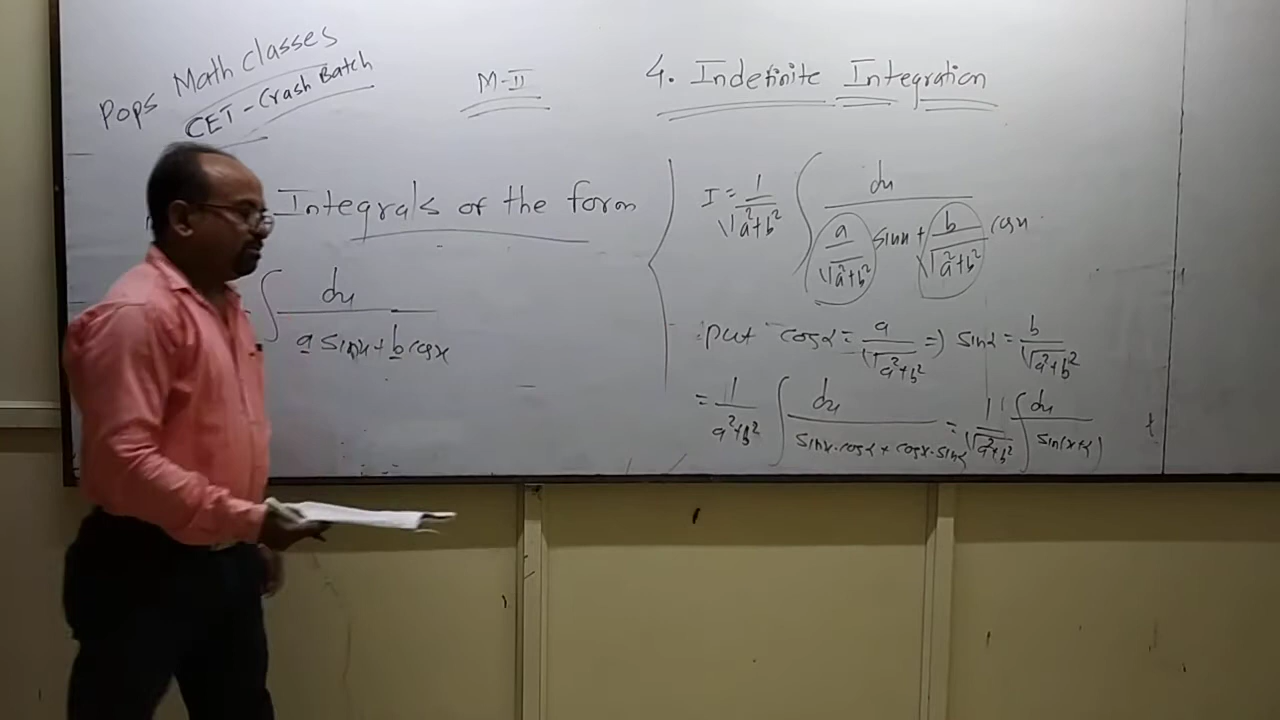 Pops Math Classes
CET - Crash Batch
M-II
4. Indefinite Integration
Integrals of the form
∫ dx / (a sinx + b cosx)
I = 1/√(a²+b²) ∫ dx / (a/√(a²+b²) sinx + b/√(a²+b²) cosx)
put cosα = a/√(a²+b²) => sinα = b/√(a²+b²)
= 1/(a²+b²) ∫ dx / (sinx·cosα + cosx·sinα) = 1/√(a²+b²) ∫ dx / sin(x+α)